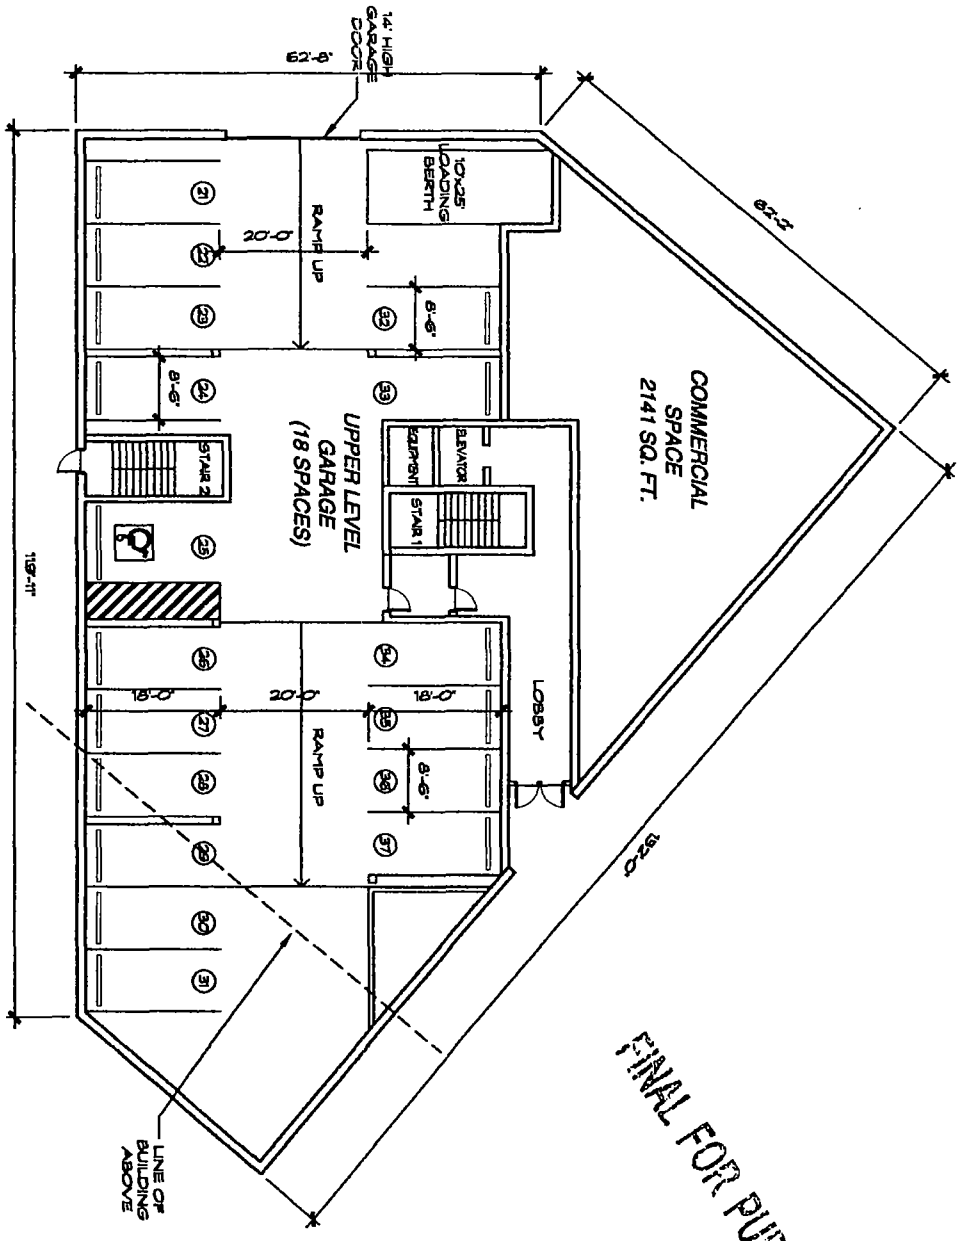 14' HIGH
GARAGE
DOOR
62'-8"
62'-2"
10'x25'
LOADING
BERTH
21
22
23
24
25
26
27
28
29
30
31
32
33
34
35
36
37
20'-0"
RAMP UP
8'-6"
8'-6"
COMMERCIAL
SPACE
2141 SQ. FT.
UPPER LEVEL
GARAGE
(18 SPACES)
ELEVATOR
EQUIPMENT
STAIR 1
STAIR 2
LOBBY
18'-0"
20'-0"
18'-0"
RAMP UP
8'-6"
119'-11"
132'-0"
LINE OF
BUILDING
ABOVE
FINAL FOR